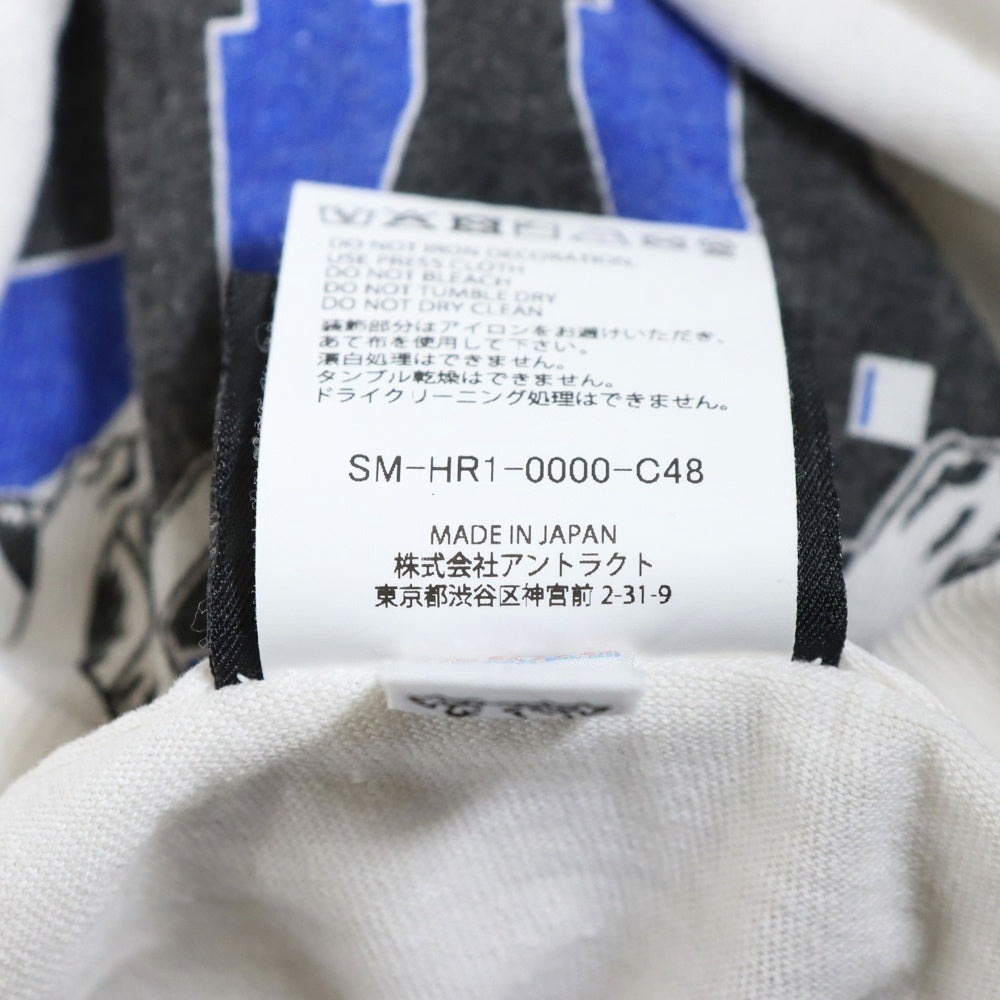 DO NOT IRON DECORATION,
USE PRESS CLOTH
DO NOT BLEACH
DO NOT TUMBLE DRY
DO NOT DRY CLEAN
装飾部分はアイロンをお避けいただき、
あて布を使用して下さい。
漂白処理はできません。
タンブル乾燥はできません。
ドライクリーニング処理はできません。
SM-HR1-0000-C48
MADE IN JAPAN
株式会社アントラクト
東京都渋谷区神宮前 2-31-9